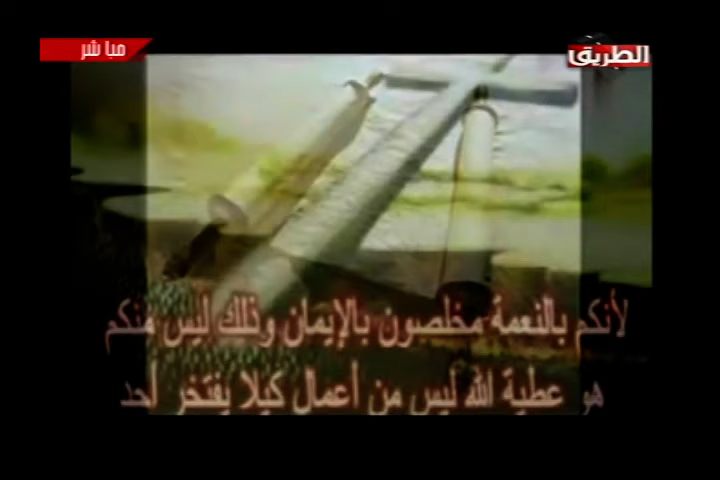 مباشر
الطريق
لأنكم بالنعمة مخلصون بالإيمان وذلك ليس منكم
هو عطية الله ليس من أعمال كيلا يفتخر أحد